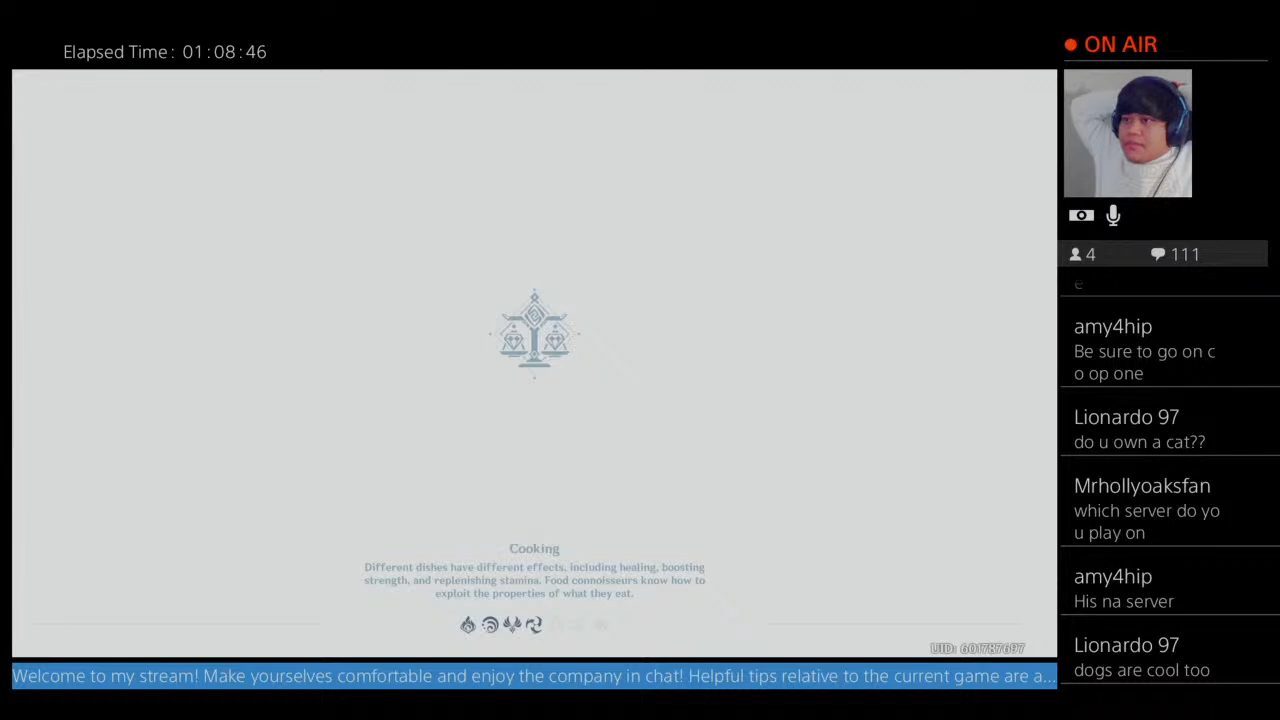 Elapsed Time: 01:08:46
ON AIR
4
111
e
amy4hip
Be sure to go on c
o op one
Lionardo 97
do u own a cat??
Mrhollyoaksfan
which server do yo
u play on
amy4hip
His na server
Lionardo 97
dogs are cool too
Cooking
Different dishes have different effects, including healing, boosting
strength, and replenishing stamina. Food connoisseurs know how to
exploit the properties of what they eat.
UID: 601787697
Welcome to my stream! Make yourselves comfortable and enjoy the company in chat! Helpful tips relative to the current game are a...